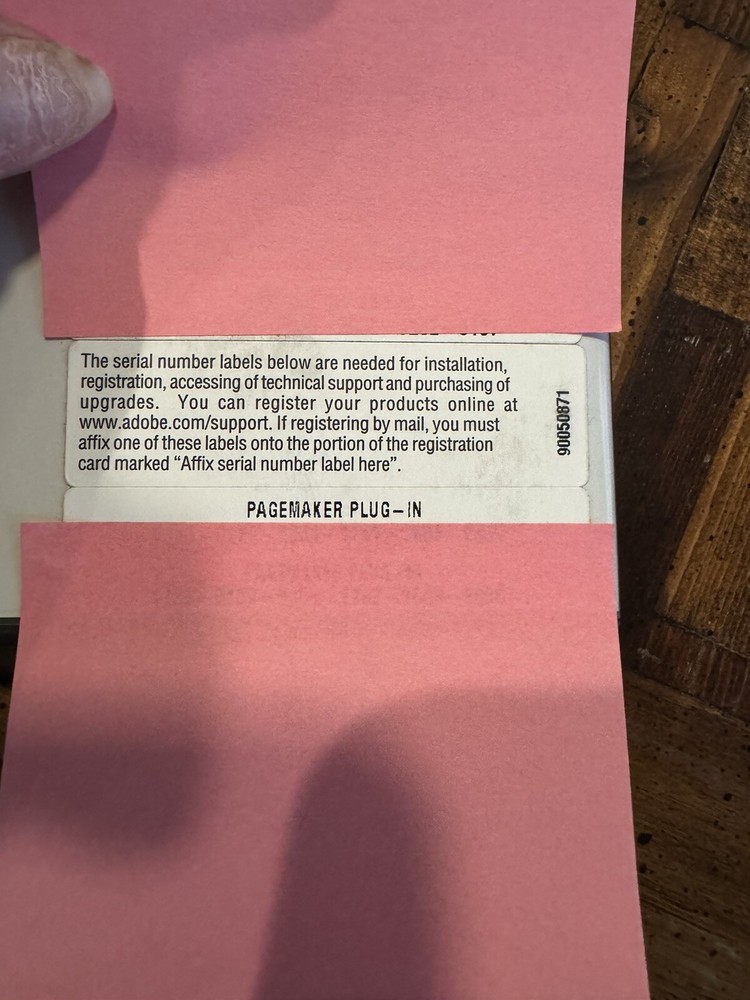 The serial number labels below are needed for installation,
registration, accessing of technical support and purchasing of
upgrades. You can register your products online at
www.adobe.com/support. If registering by mail, you must
affix one of these labels onto the portion of the registration
card marked “Affix serial number label here”.
90050871
PAGEMAKER PLUG-IN